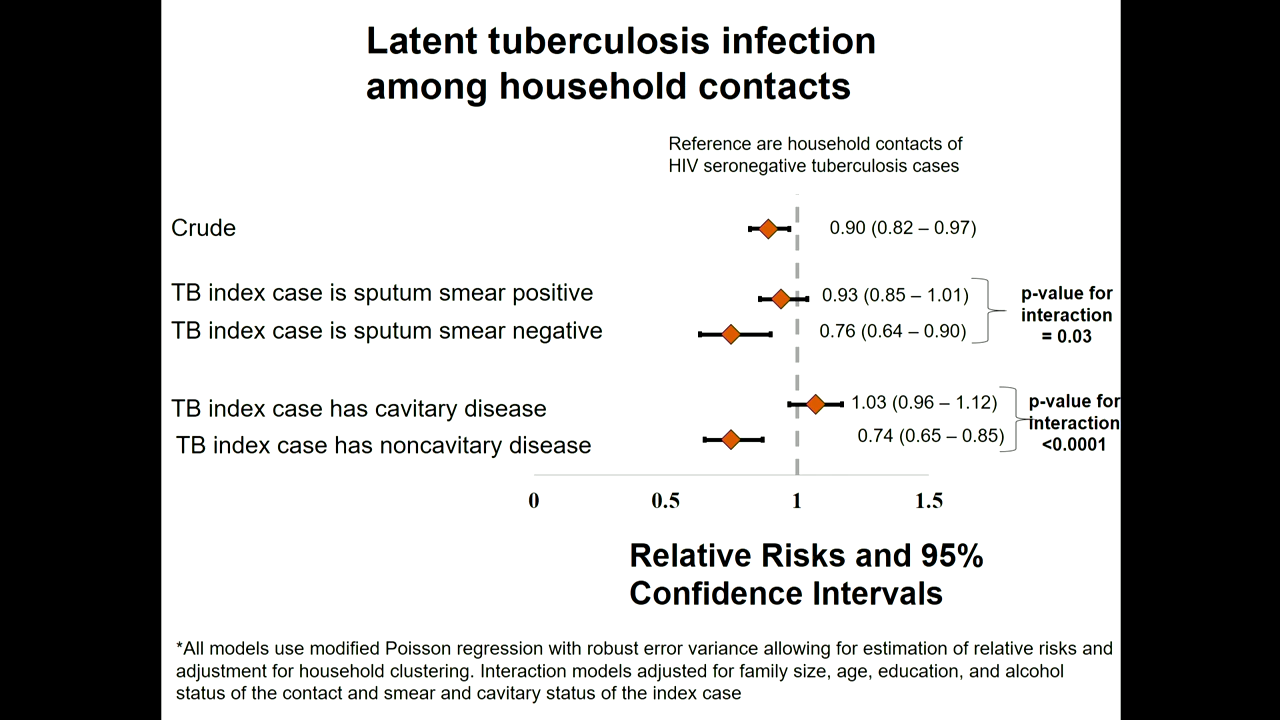 Latent tuberculosis infection
among household contacts
Reference are household contacts of
HIV seronegative tuberculosis cases
Crude
0.90 (0.82 – 0.97)
TB index case is sputum smear positive
0.93 (0.85 – 1.01)
TB index case is sputum smear negative
0.76 (0.64 – 0.90)
p-value for
interaction
= 0.03
TB index case has cavitary disease
1.03 (0.96 – 1.12)
TB index case has noncavitary disease
0.74 (0.65 – 0.85)
p-value for
interaction
<0.0001
0 0.5 1 1.5
Relative Risks and 95%
Confidence Intervals
*All models use modified Poisson regression with robust error variance allowing for estimation of relative risks and
adjustment for household clustering. Interaction models adjusted for family size, age, education, and alcohol
status of the contact and smear and cavitary status of the index case